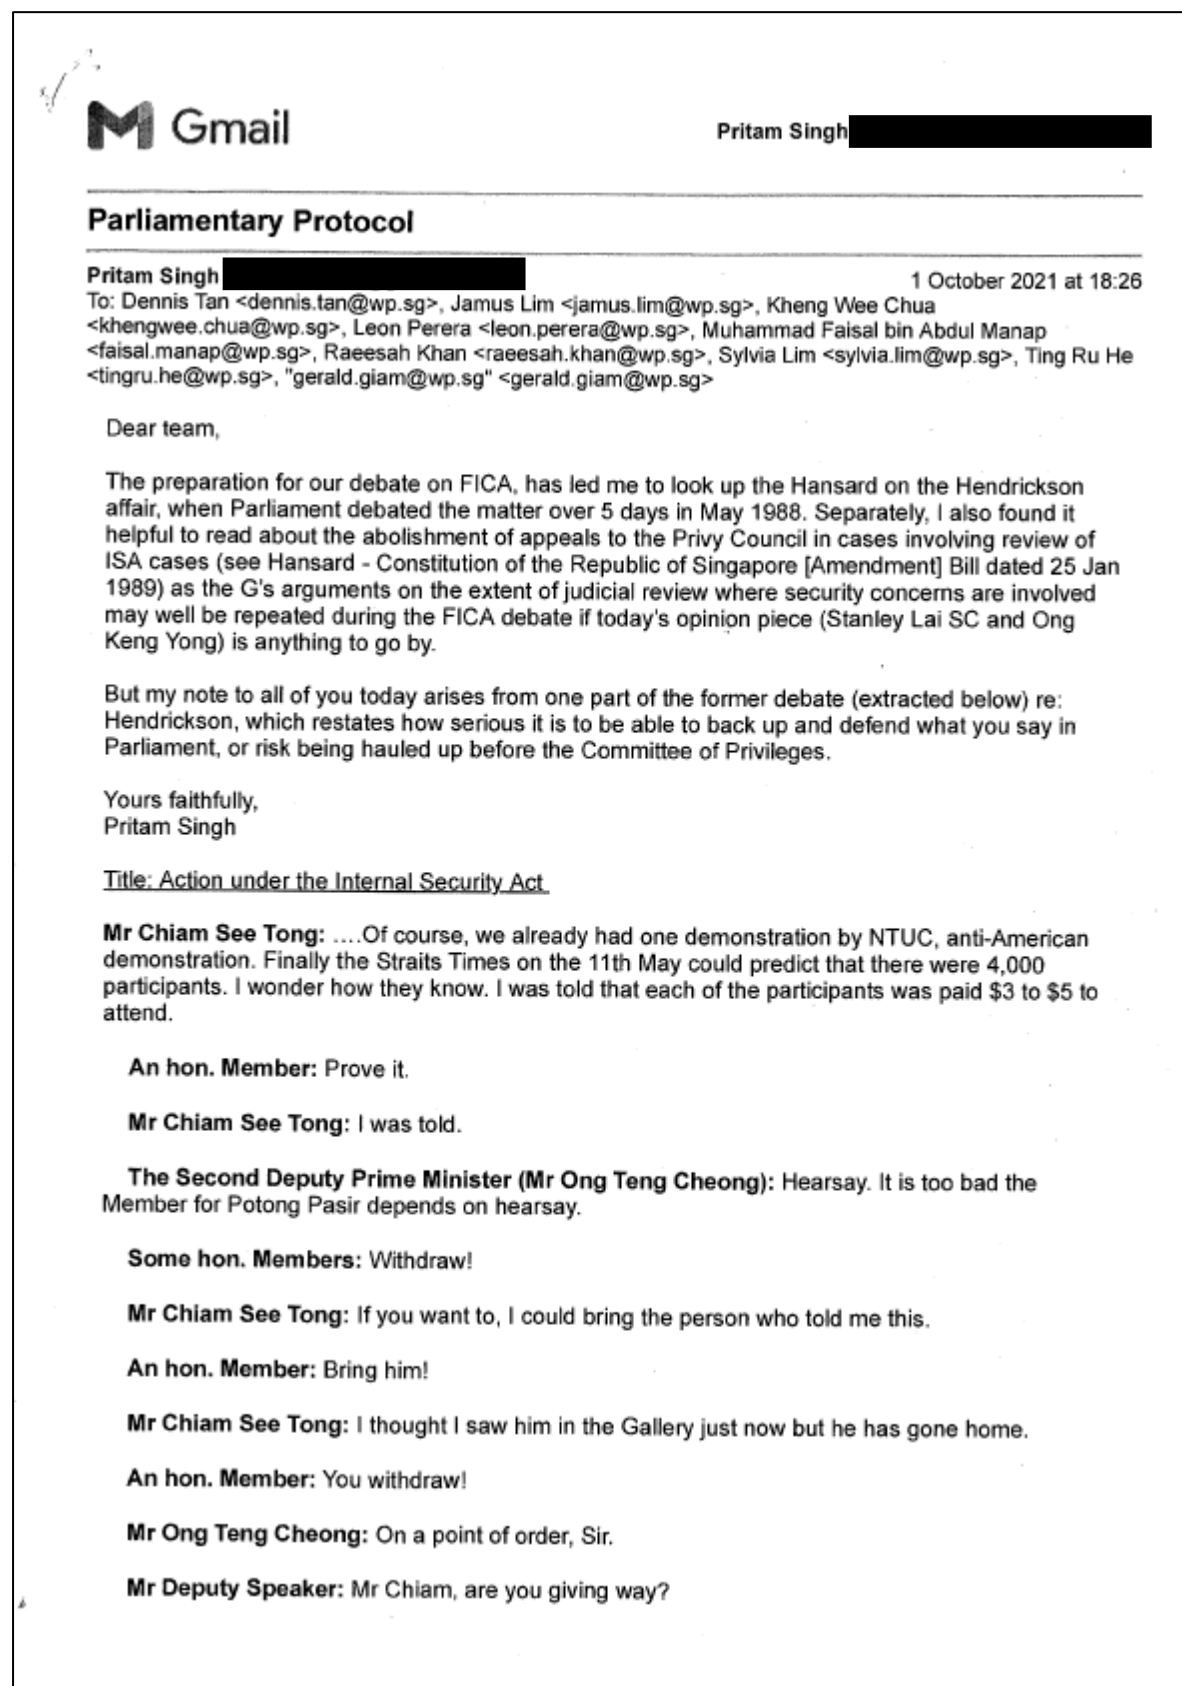 Gmail
Pritam Singh
Parliamentary Protocol
Pritam Singh
1 October 2021 at 18:26
To: Dennis Tan <dennis.tan@wp.sg>, Jamus Lim <jamus.lim@wp.sg>, Kheng Wee Chua
<khengwee.chua@wp.sg>, Leon Perera <leon.perera@wp.sg>, Muhammad Faisal bin Abdul Manap
<faisal.manap@wp.sg>, Raeesah Khan <raeesah.khan@wp.sg>, Sylvia Lim <sylvia.lim@wp.sg>, Ting Ru He
<tingru.he@wp.sg>, "gerald.giam@wp.sg" <gerald.giam@wp.sg>
Dear team,
The preparation for our debate on FICA, has led me to look up the Hansard on the Hendrickson
affair, when Parliament debated the matter over 5 days in May 1988. Separately, I also found it
helpful to read about the abolishment of appeals to the Privy Council in cases involving review of
ISA cases (see Hansard - Constitution of the Republic of Singapore [Amendment] Bill dated 25 Jan
1989) as the G's arguments on the extent of judicial review where security concerns are involved
may well be repeated during the FICA debate if today's opinion piece (Stanley Lai SC and Ong
Keng Yong) is anything to go by.
But my note to all of you today arises from one part of the former debate (extracted below) re:
Hendrickson, which restates how serious it is to be able to back up and defend what you say in
Parliament, or risk being hauled up before the Committee of Privileges.
Yours faithfully,
Pritam Singh
Title: Action under the Internal Security Act
Mr Chiam See Tong: ....Of course, we already had one demonstration by NTUC, anti-American
demonstration. Finally the Straits Times on the 11th May could predict that there were 4,000
participants. I wonder how they know. I was told that each of the participants was paid $3 to $5 to
attend.
An hon. Member: Prove it.
Mr Chiam See Tong: I was told.
The Second Deputy Prime Minister (Mr Ong Teng Cheong): Hearsay. It is too bad the
Member for Potong Pasir depends on hearsay.
Some hon. Members: Withdraw!
Mr Chiam See Tong: If you want to, I could bring the person who told me this.
An hon. Member: Bring him!
Mr Chiam See Tong: I thought I saw him in the Gallery just now but he has gone home.
An hon. Member: You withdraw!
Mr Ong Teng Cheong: On a point of order, Sir.
Mr Deputy Speaker: Mr Chiam, are you giving way?